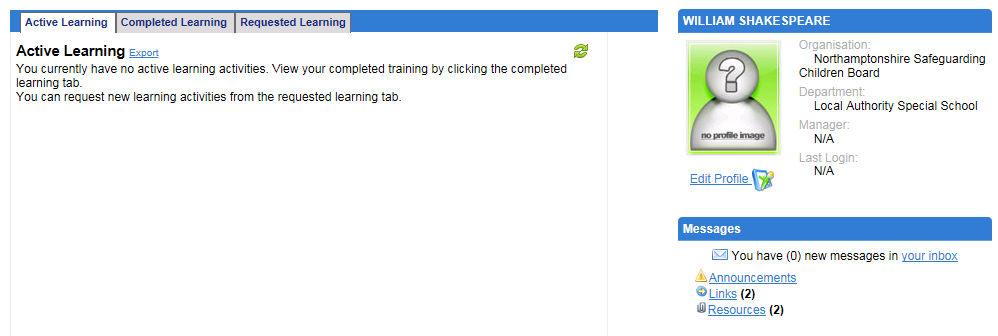 Active Learning
Completed Learning
Requested Learning
Active Learning Export
You currently have no active learning activities. View your completed training by clicking the completed
learning tab.
You can request new learning activities from the requested learning tab.
WILLIAM SHAKESPEARE
no profile image
Edit Profile
Organisation:
Northamptonshire Safeguarding
Children Board
Department:
Local Authority Special School
Manager:
N/A
Last Login:
N/A
Messages
You have (0) new messages in your inbox
Announcements
Links (2)
Resources (2)